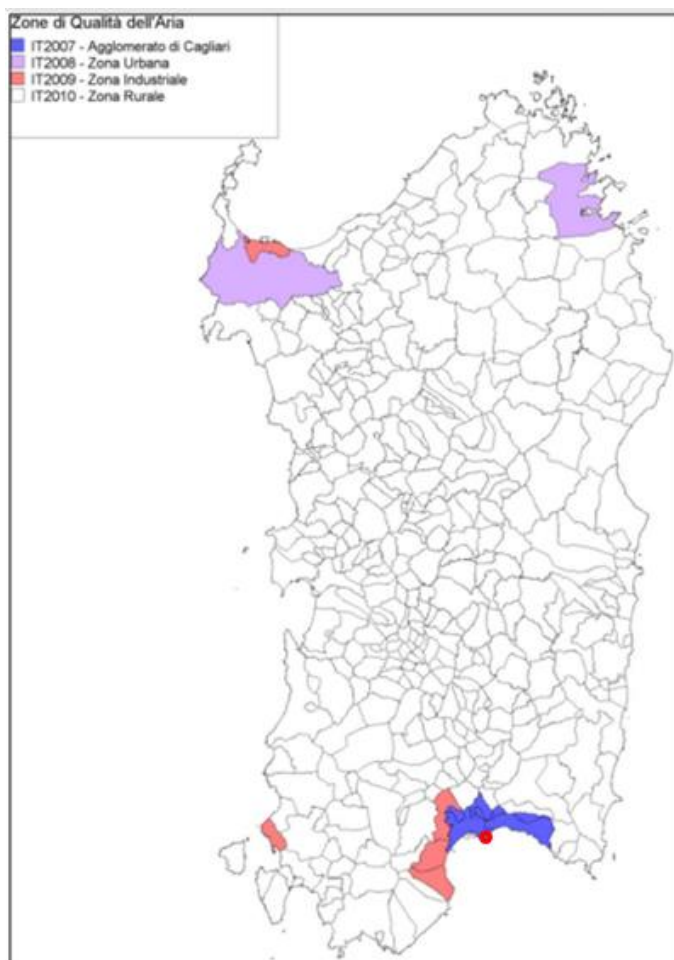 Zone di Qualità dell'Aria
IT2007 - Agglomerato di Cagliari
IT2008 - Zona Urbana
IT2009 - Zona Industriale
IT2010 - Zona Rurale